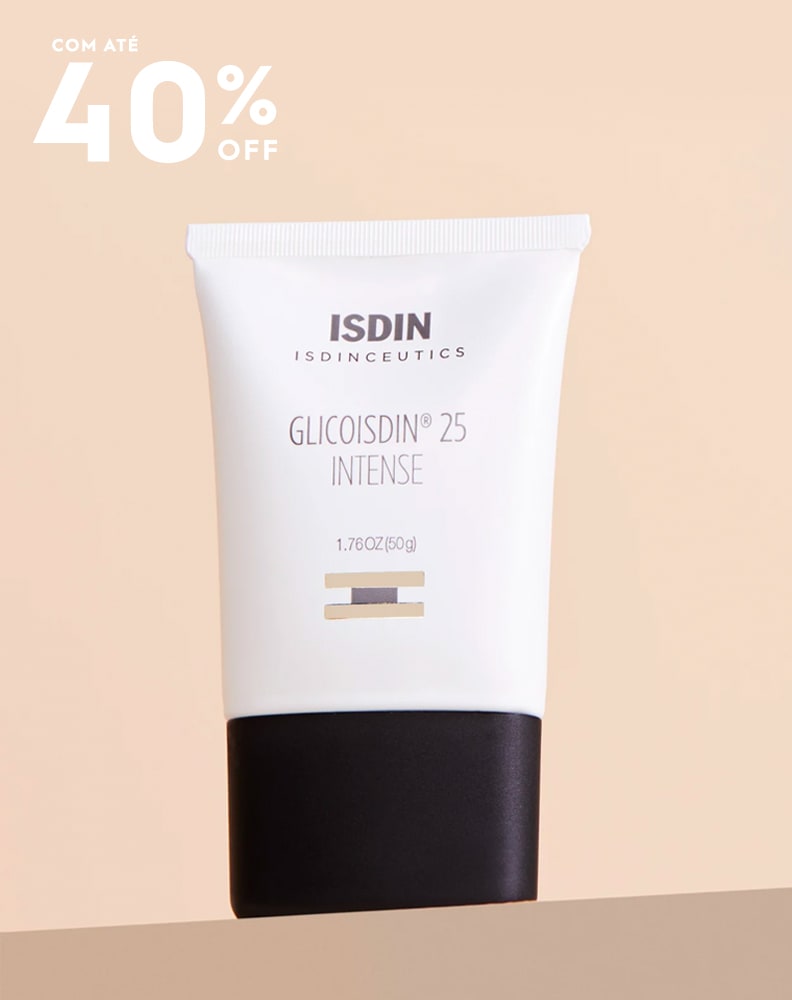 COM ATÉ
40%
OFF
ISDIN
ISDINCEUTICS
GLICOISDIN® 25
INTENSE
1.76OZ(50g)